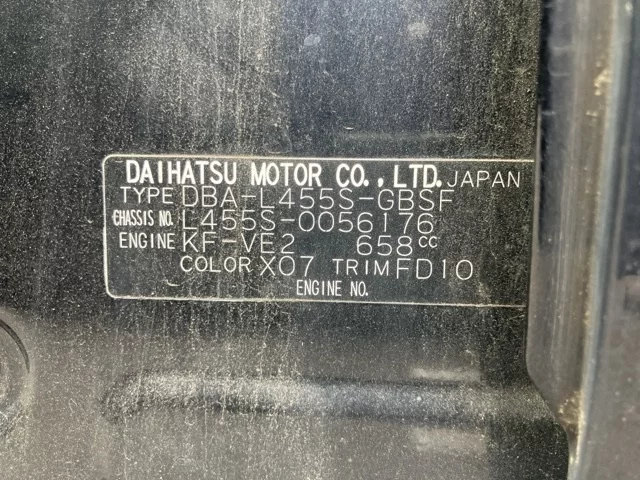 DAIHATSU MOTOR CO.,LTD. JAPAN
TYPE DBA-L455S-GBSF
CHASSIS NO. L455S-0056176
ENGINE KF-VE2 658CC
COLOR X07 TRIM FD10
ENGINE NO.